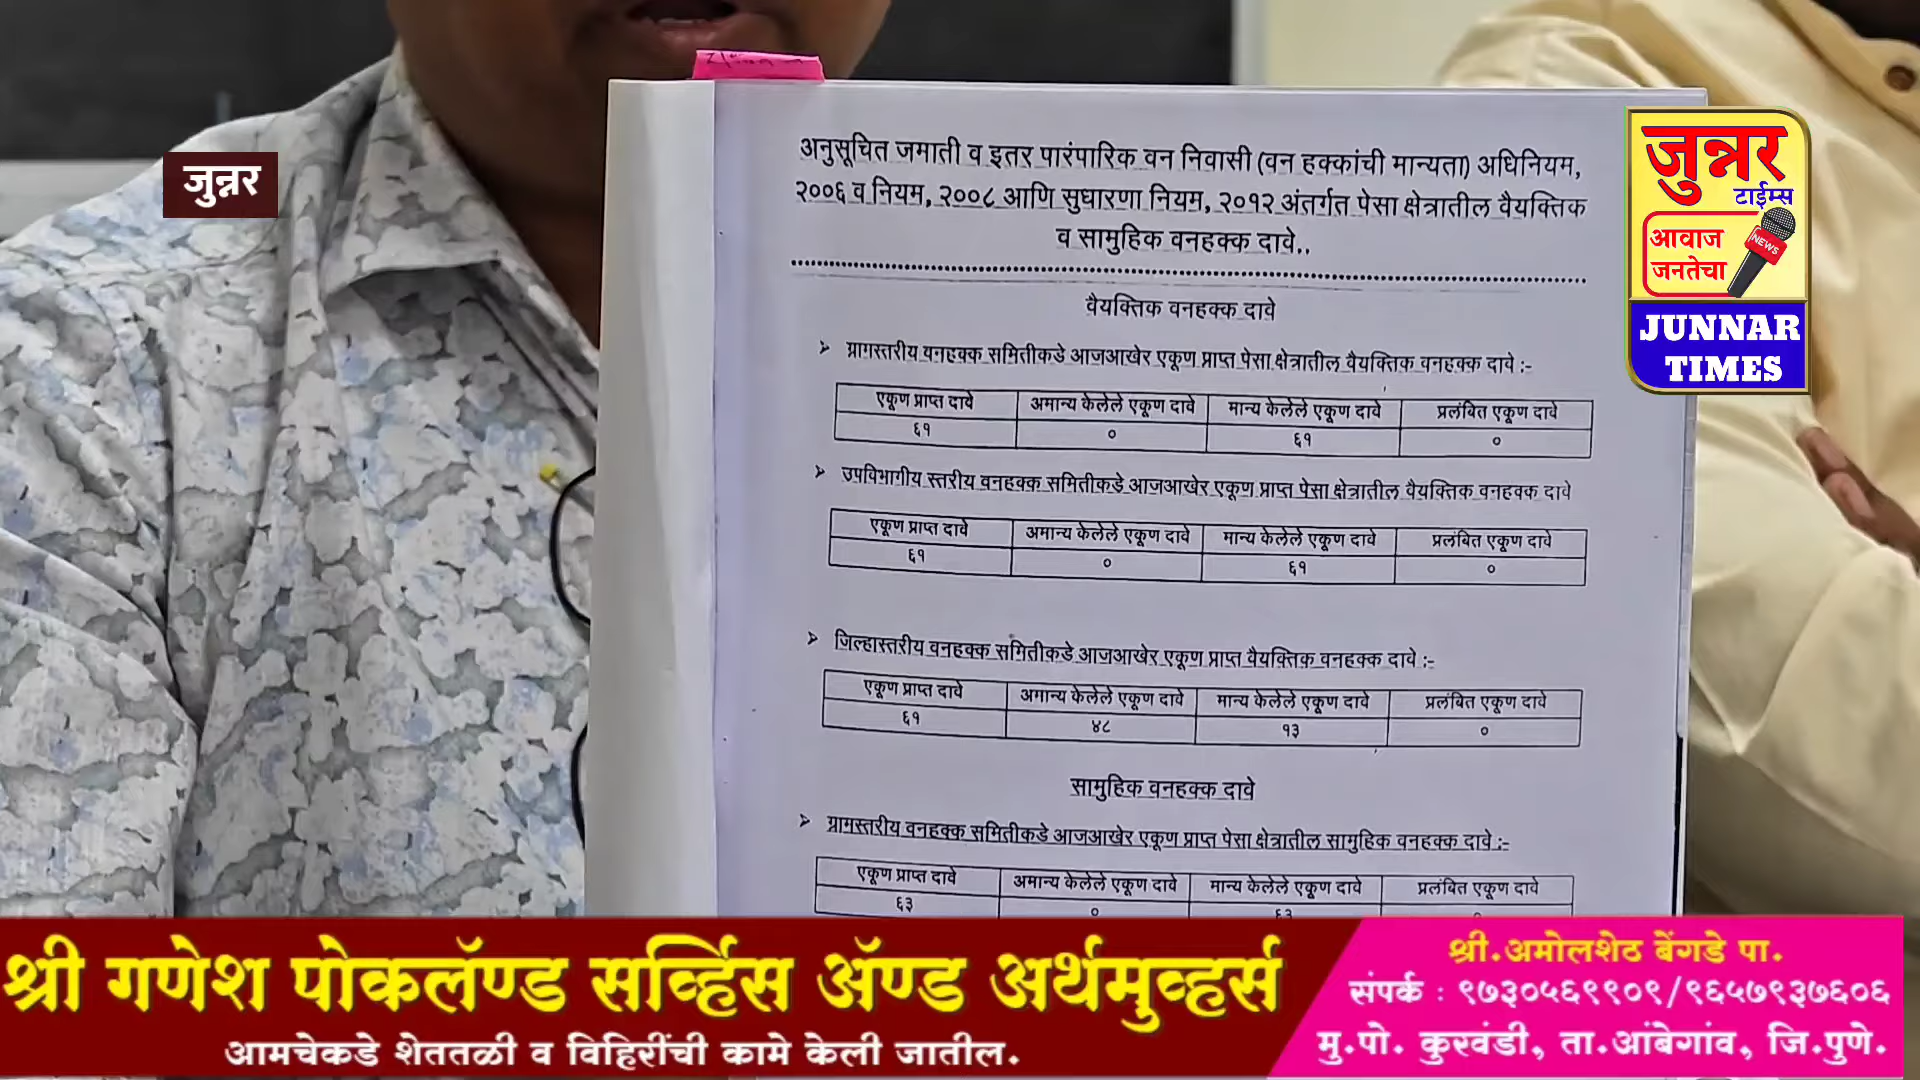 जुन्नर
अनुसूचित जमाती व इतर पारंपारिक वन निवासी (वन हक्कांची मान्यता) अधिनियम,
२००६ व नियम, २००८ आणि सुधारणा नियम, २०१२ अंतर्गत पेसा क्षेत्रातील वैयक्तिक
व सामुहिक वनहक्क दावे..
वैयक्तिक वनहक्क दावे
ग्रामस्तरीय वनहक्क समितीकडे आजआखेर एकूण प्राप्त पेसा क्षेत्रातील वैयक्तिक वनहक्क दावे :-
एकूण प्राप्त दावे अमान्य केलेले एकूण दावे मान्य केलेले एकूण दावे प्रलंबित एकूण दावे
६१ ० ६१ ०
उपविभागीय स्तरीय वनहक्क समितीकडे आजआखेर एकूण प्राप्त पेसा क्षेत्रातील वैयक्तिक वनहक्क दावे
एकूण प्राप्त दावे अमान्य केलेले एकूण दावे मान्य केलेले एकूण दावे प्रलंबित एकूण दावे
६१ ० ६१ ०
जिल्हास्तरीय वनहक्क समितीकडे आजआखेर एकूण प्राप्त वैयक्तिक वनहक्क दावे :-
एकूण प्राप्त दावे अमान्य केलेले एकूण दावे मान्य केलेले एकूण दावे प्रलंबित एकूण दावे
६१ ४८ १३ ०
सामुहिक वनहक्क दावे
ग्रामस्तरीय वनहक्क समितीकडे आजआखेर एकूण प्राप्त पेसा क्षेत्रातील सामुहिक वनहक्क दावे :-
एकूण प्राप्त दावे अमान्य केलेले एकूण दावे मान्य केलेले एकूण दावे प्रलंबित एकूण दावे
६३ ० ६३
जुन्नर
टाईम्स
आवाज
जनतेचा
NEWS
JUNNAR
TIMES
श्री गणेश पोकलॅण्ड सर्व्हिस ॲण्ड अर्थमुव्हर्स
आमचेकडे शेततळी व विहिरींची कामे केली जातील.
श्री.अमोलशेठ बेंगडे पा.
संपर्क : ९७३०५६९९०९/९६५७९३७६०६
मु.पो. कुरवंडी, ता.आंबेगांव, जि.पुणे.